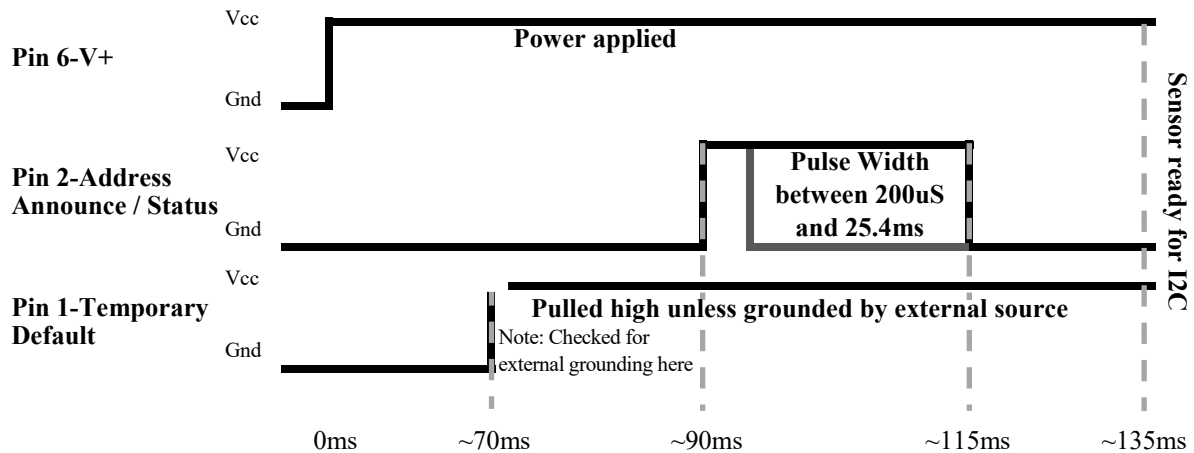 Vcc
Pin 6-V+
Power applied
Gnd
Vcc
Pin 2-Address
Announce / Status
Pulse Width
between 200uS
and 25.4ms
Gnd
Vcc
Pin 1-Temporary
Default
Pulled high unless grounded by external source
Note: Checked for
external grounding here
Gnd
Sensor ready for I2C
0ms
~70ms
~90ms
~115ms
~135ms